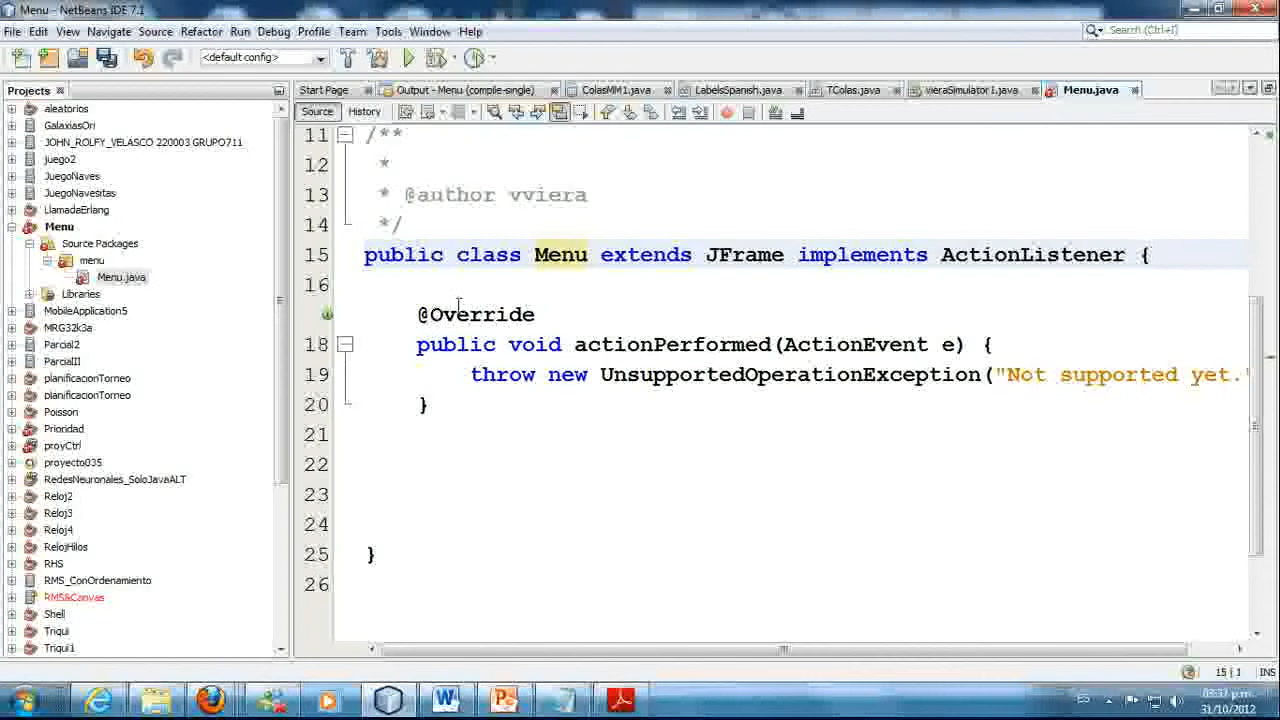 Menu - NetBeans IDE 7.1
File Edit View Navigate Source Refactor Run Debug Profile Team Tools Window Help
Search (Ctrl+I)
<default config>
Projects
Start Page
Output - Menu (compile-single)
ColasMM1.java
LabelsSpanish.java
TColas.java
vieraSimulator1.java
Menu.java
Source History
aleatorios
GalaxiasOri
JOHN_ROLFY_VELASCO 220003 GRUPO711
juego2
JuegoNaves
JuegoNavesitas
LlamadaErlang
Menu
Source Packages
menu
Menu.java
Libraries
MobileApplication5
MRG32k3a
Parcial2
ParcialII
planificacionTorneo
planificacionTorneo
Poisson
Prioridad
proyCtrl
proyecto035
RedesNeuronales_SoloJavaALT
Reloj2
Reloj3
Reloj4
RelojHilos
RHS
RMS_ConOrdenamiento
RMS&Canvas
Shell
Triqui
Triqui1
11 /**
12 *
13 * @author vviera
14 */
15 public class Menu extends JFrame implements ActionListener {
16
@Override
18 public void actionPerformed(ActionEvent e) {
19 throw new UnsupportedOperationException("Not supported yet."
20 }
21
22
23
24
25 }
26
15 | 1 INS
ES
03:37 p.m.
31/10/2012